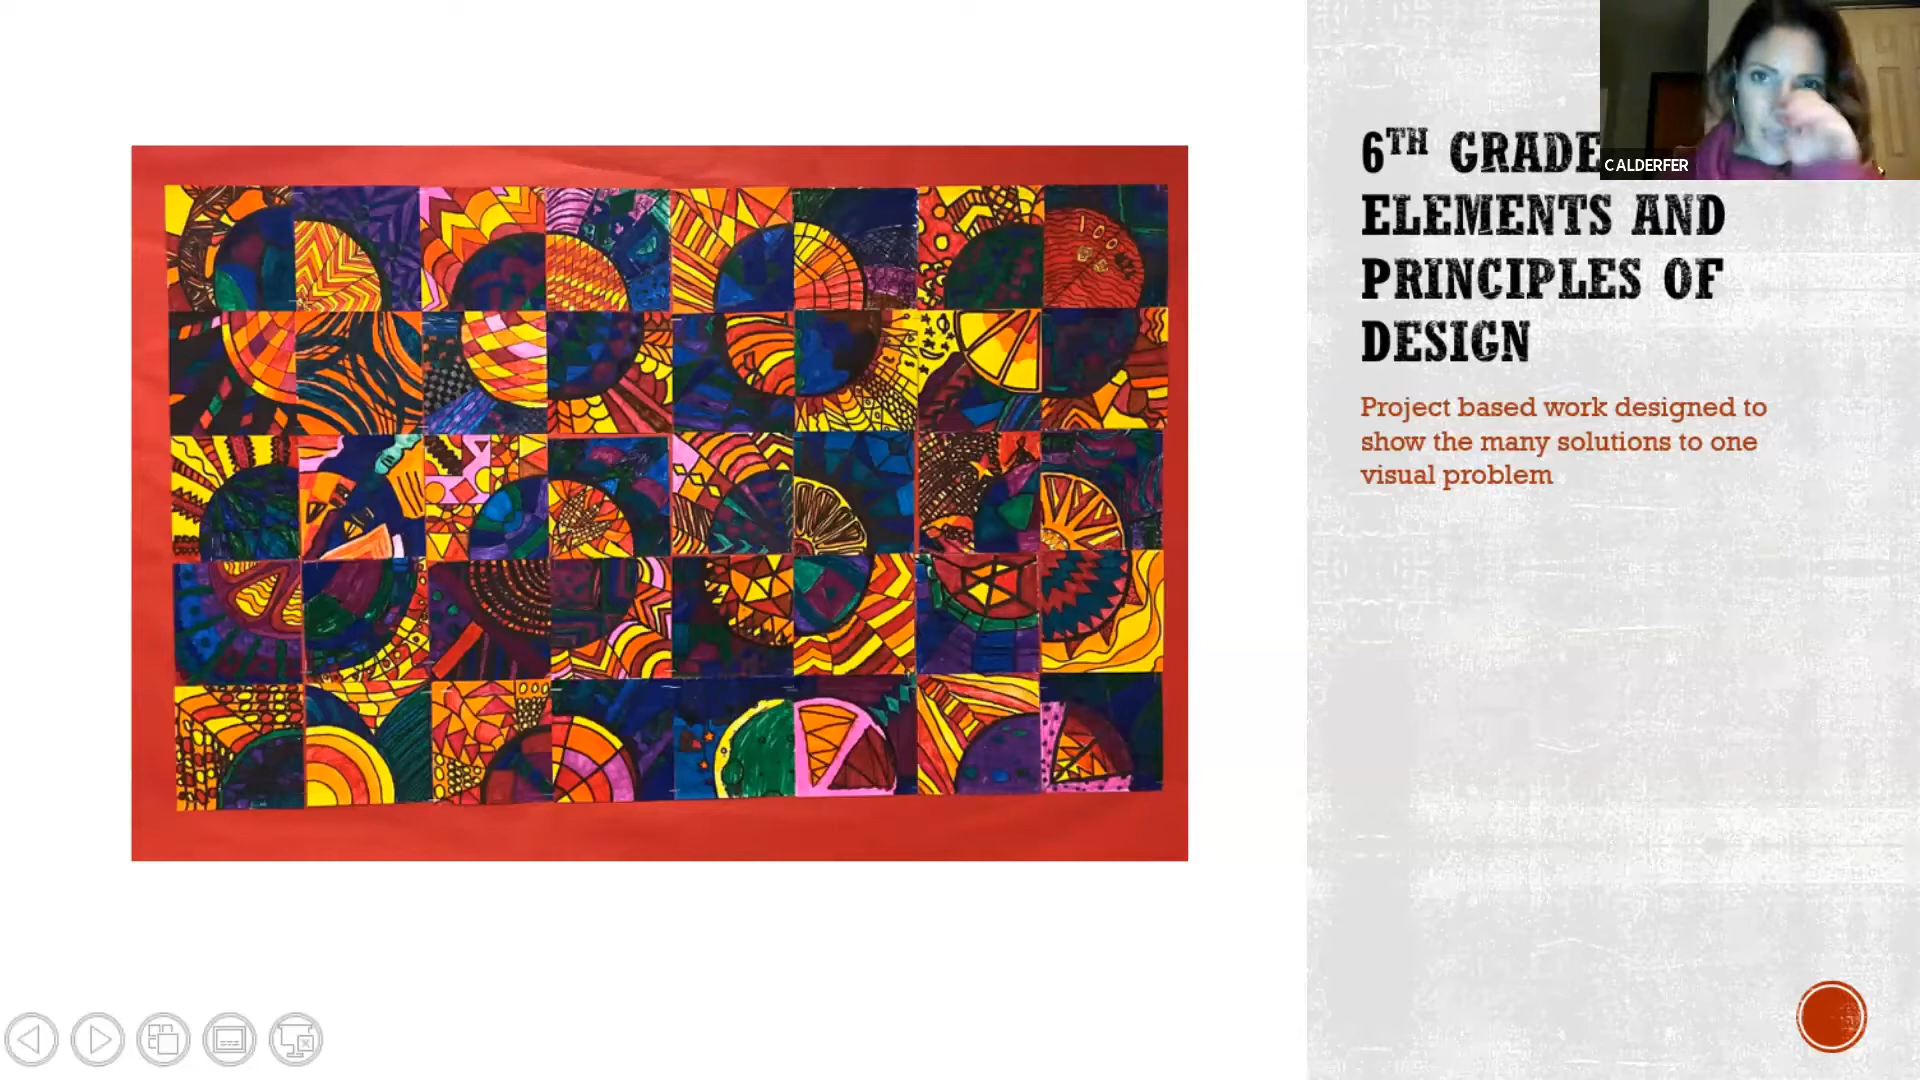 6TH GRADE
ELEMENTS AND
PRINCIPLES OF
DESIGN
Project based work designed to
show the many solutions to one
visual problem
CALDERFER